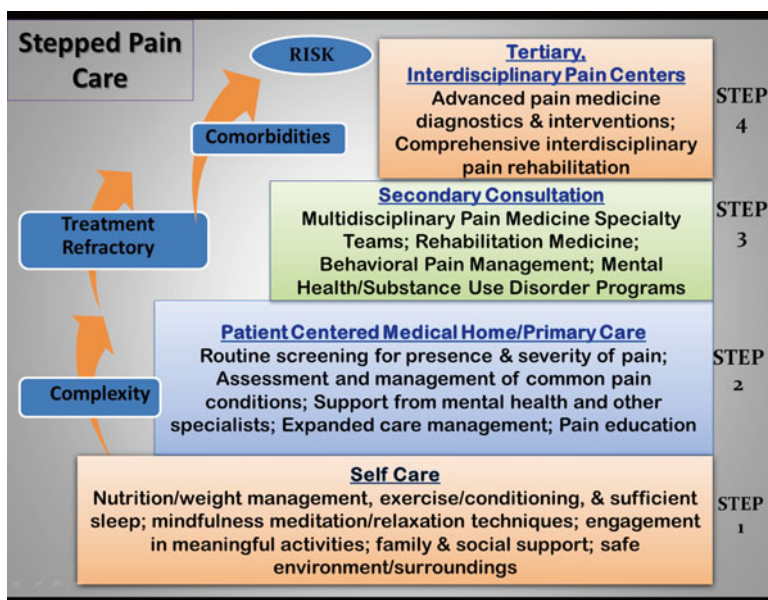 Stepped Pain
Care
RISK
Comorbidities
Treatment
Refractory
Complexity
Tertiary,
Interdisciplinary Pain Centers
Advanced pain medicine
diagnostics & interventions;
Comprehensive interdisciplinary
pain rehabilitation
STEP
4
Secondary Consultation
Multidisciplinary Pain Medicine Specialty
Teams; Rehabilitation Medicine;
Behavioral Pain Management; Mental
Health/Substance Use Disorder Programs
STEP
3
Patient Centered Medical Home/Primary Care
Routine screening for presence & severity of pain;
Assessment and management of common pain
conditions; Support from mental health and other
specialists; Expanded care management; Pain education
STEP
2
Self Care
Nutrition/weight management, exercise/conditioning, & sufficient
sleep; mindfulness meditation/relaxation techniques; engagement
in meaningful activities; family & social support; safe
environment/surroundings
STEP
1